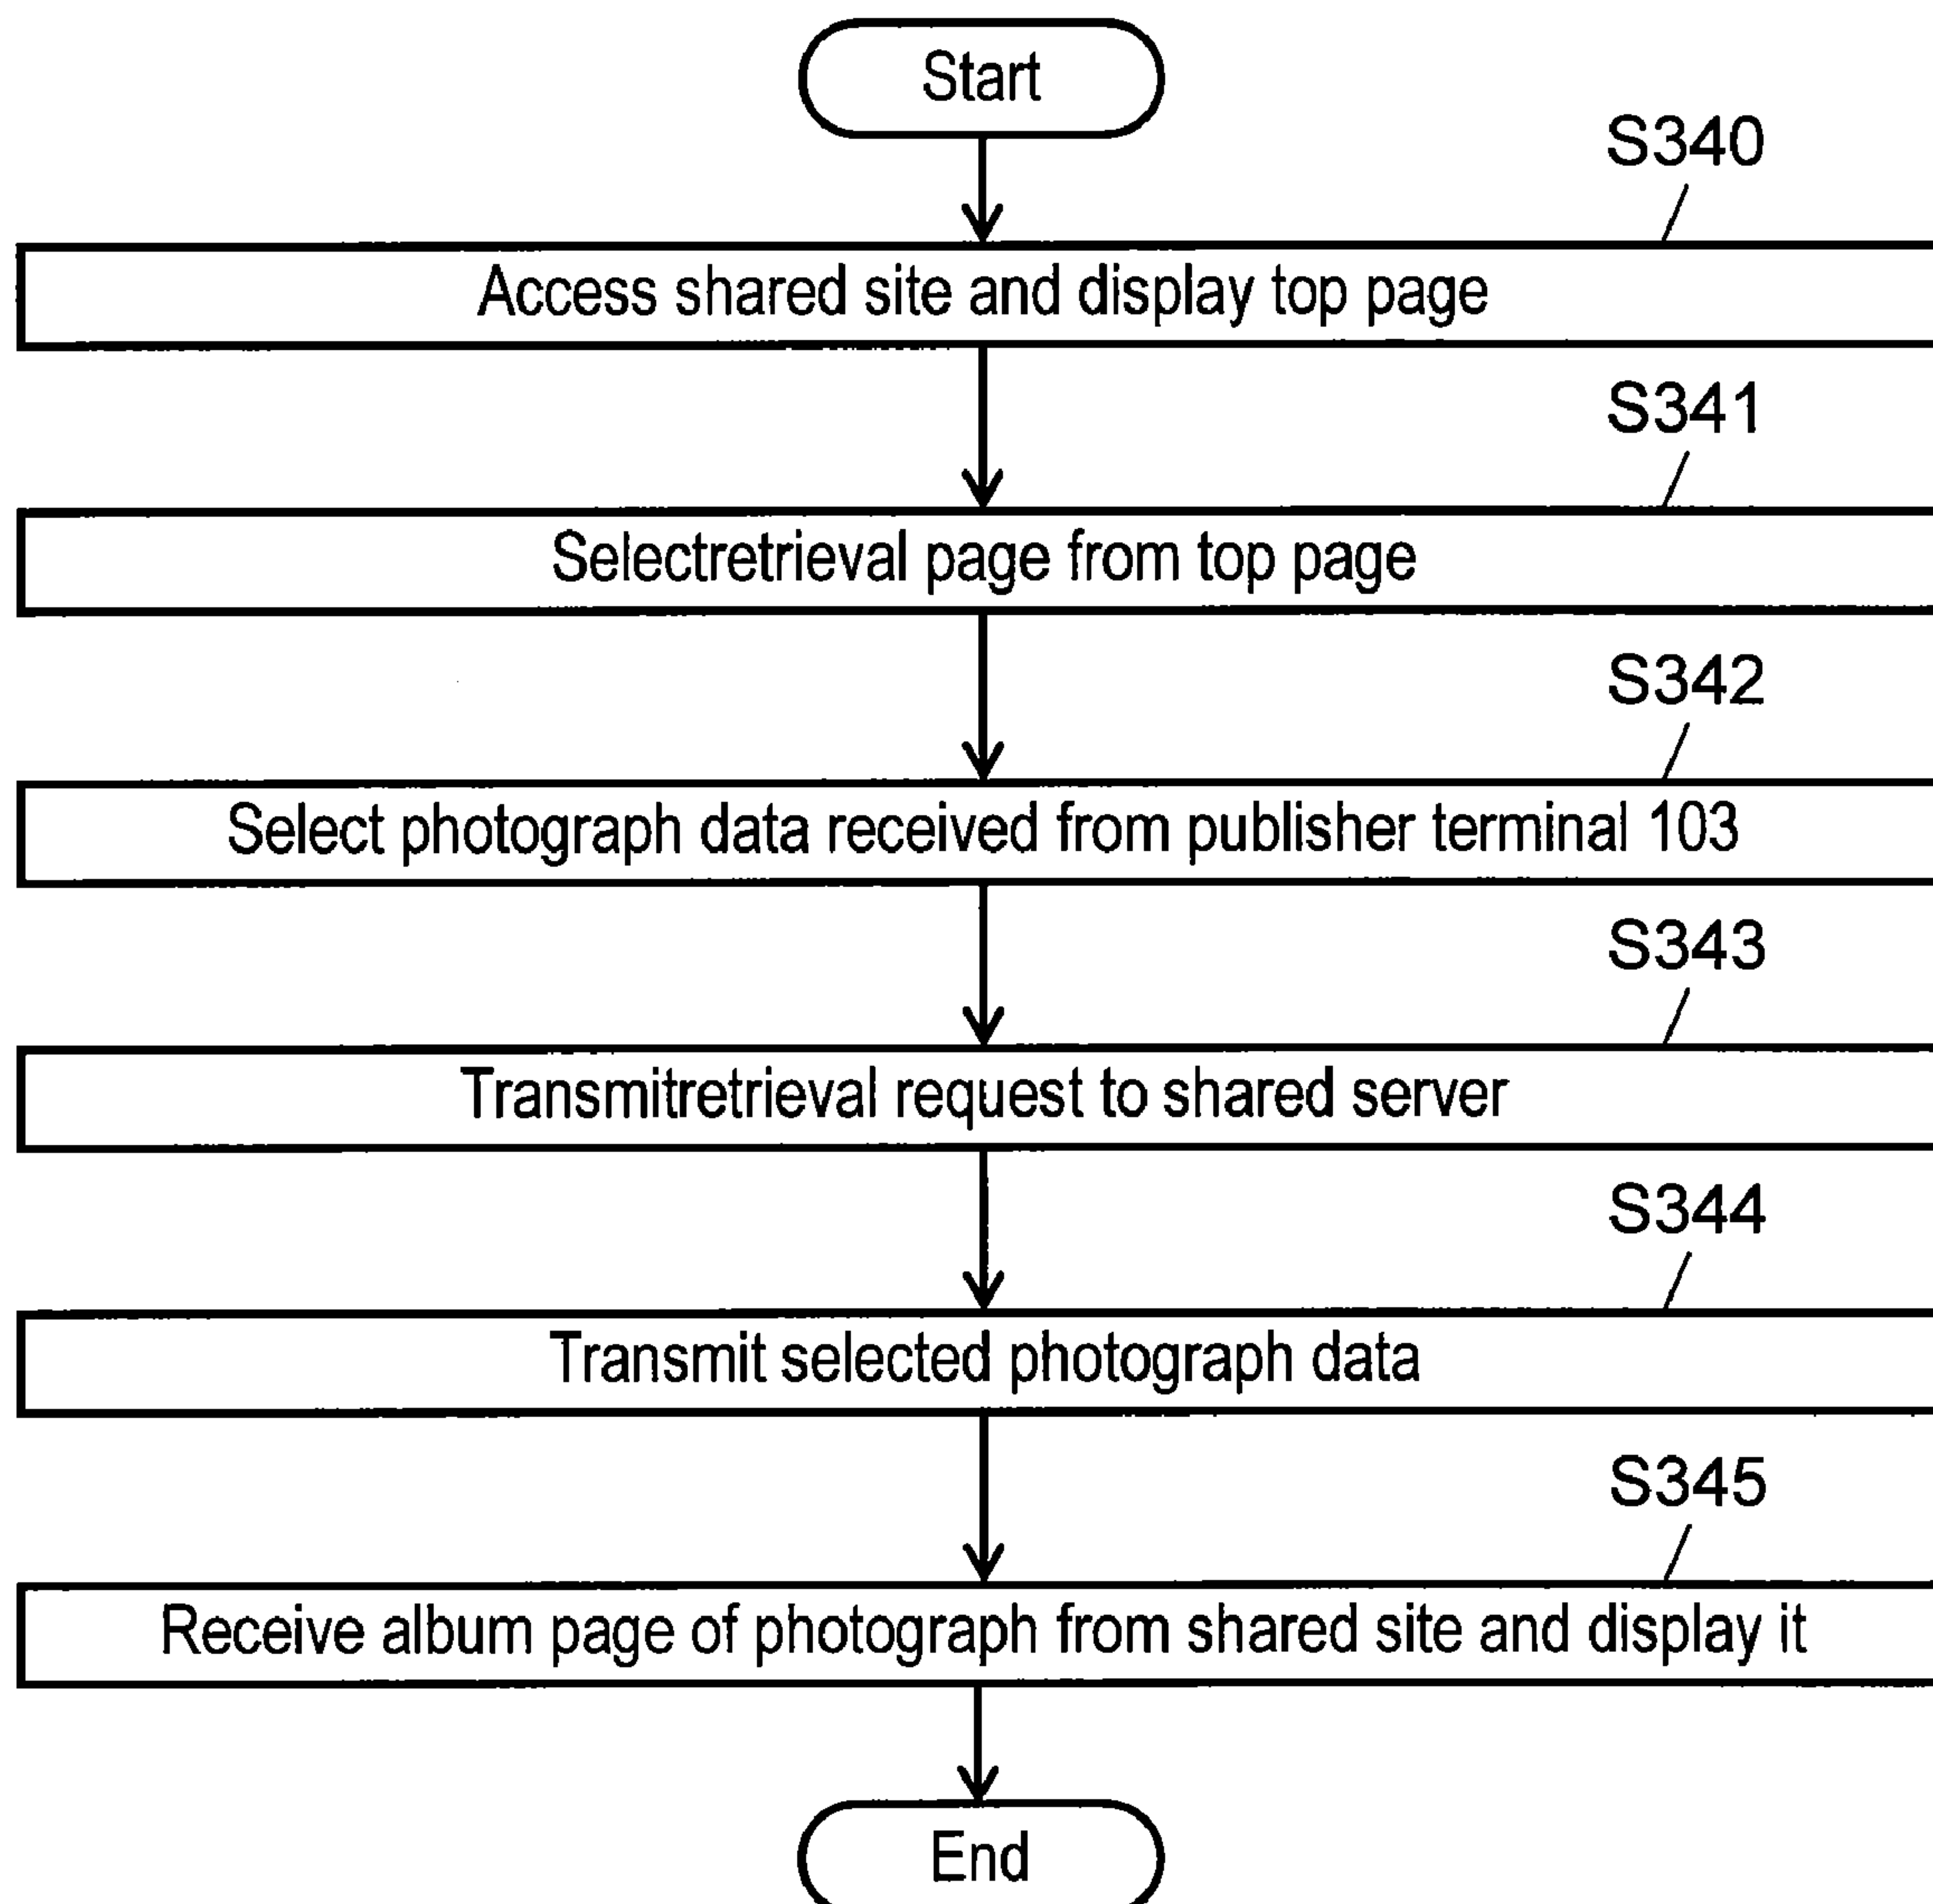 Start
S340
Access shared site and display top page
S341
Selectretrieval page from top page
S342
Select photograph data received from publisher terminal 103
S343
Transmitretrieval request to shared server
S344
Transmit selected photograph data
S345
Receive album page of photograph from shared site and display it
End